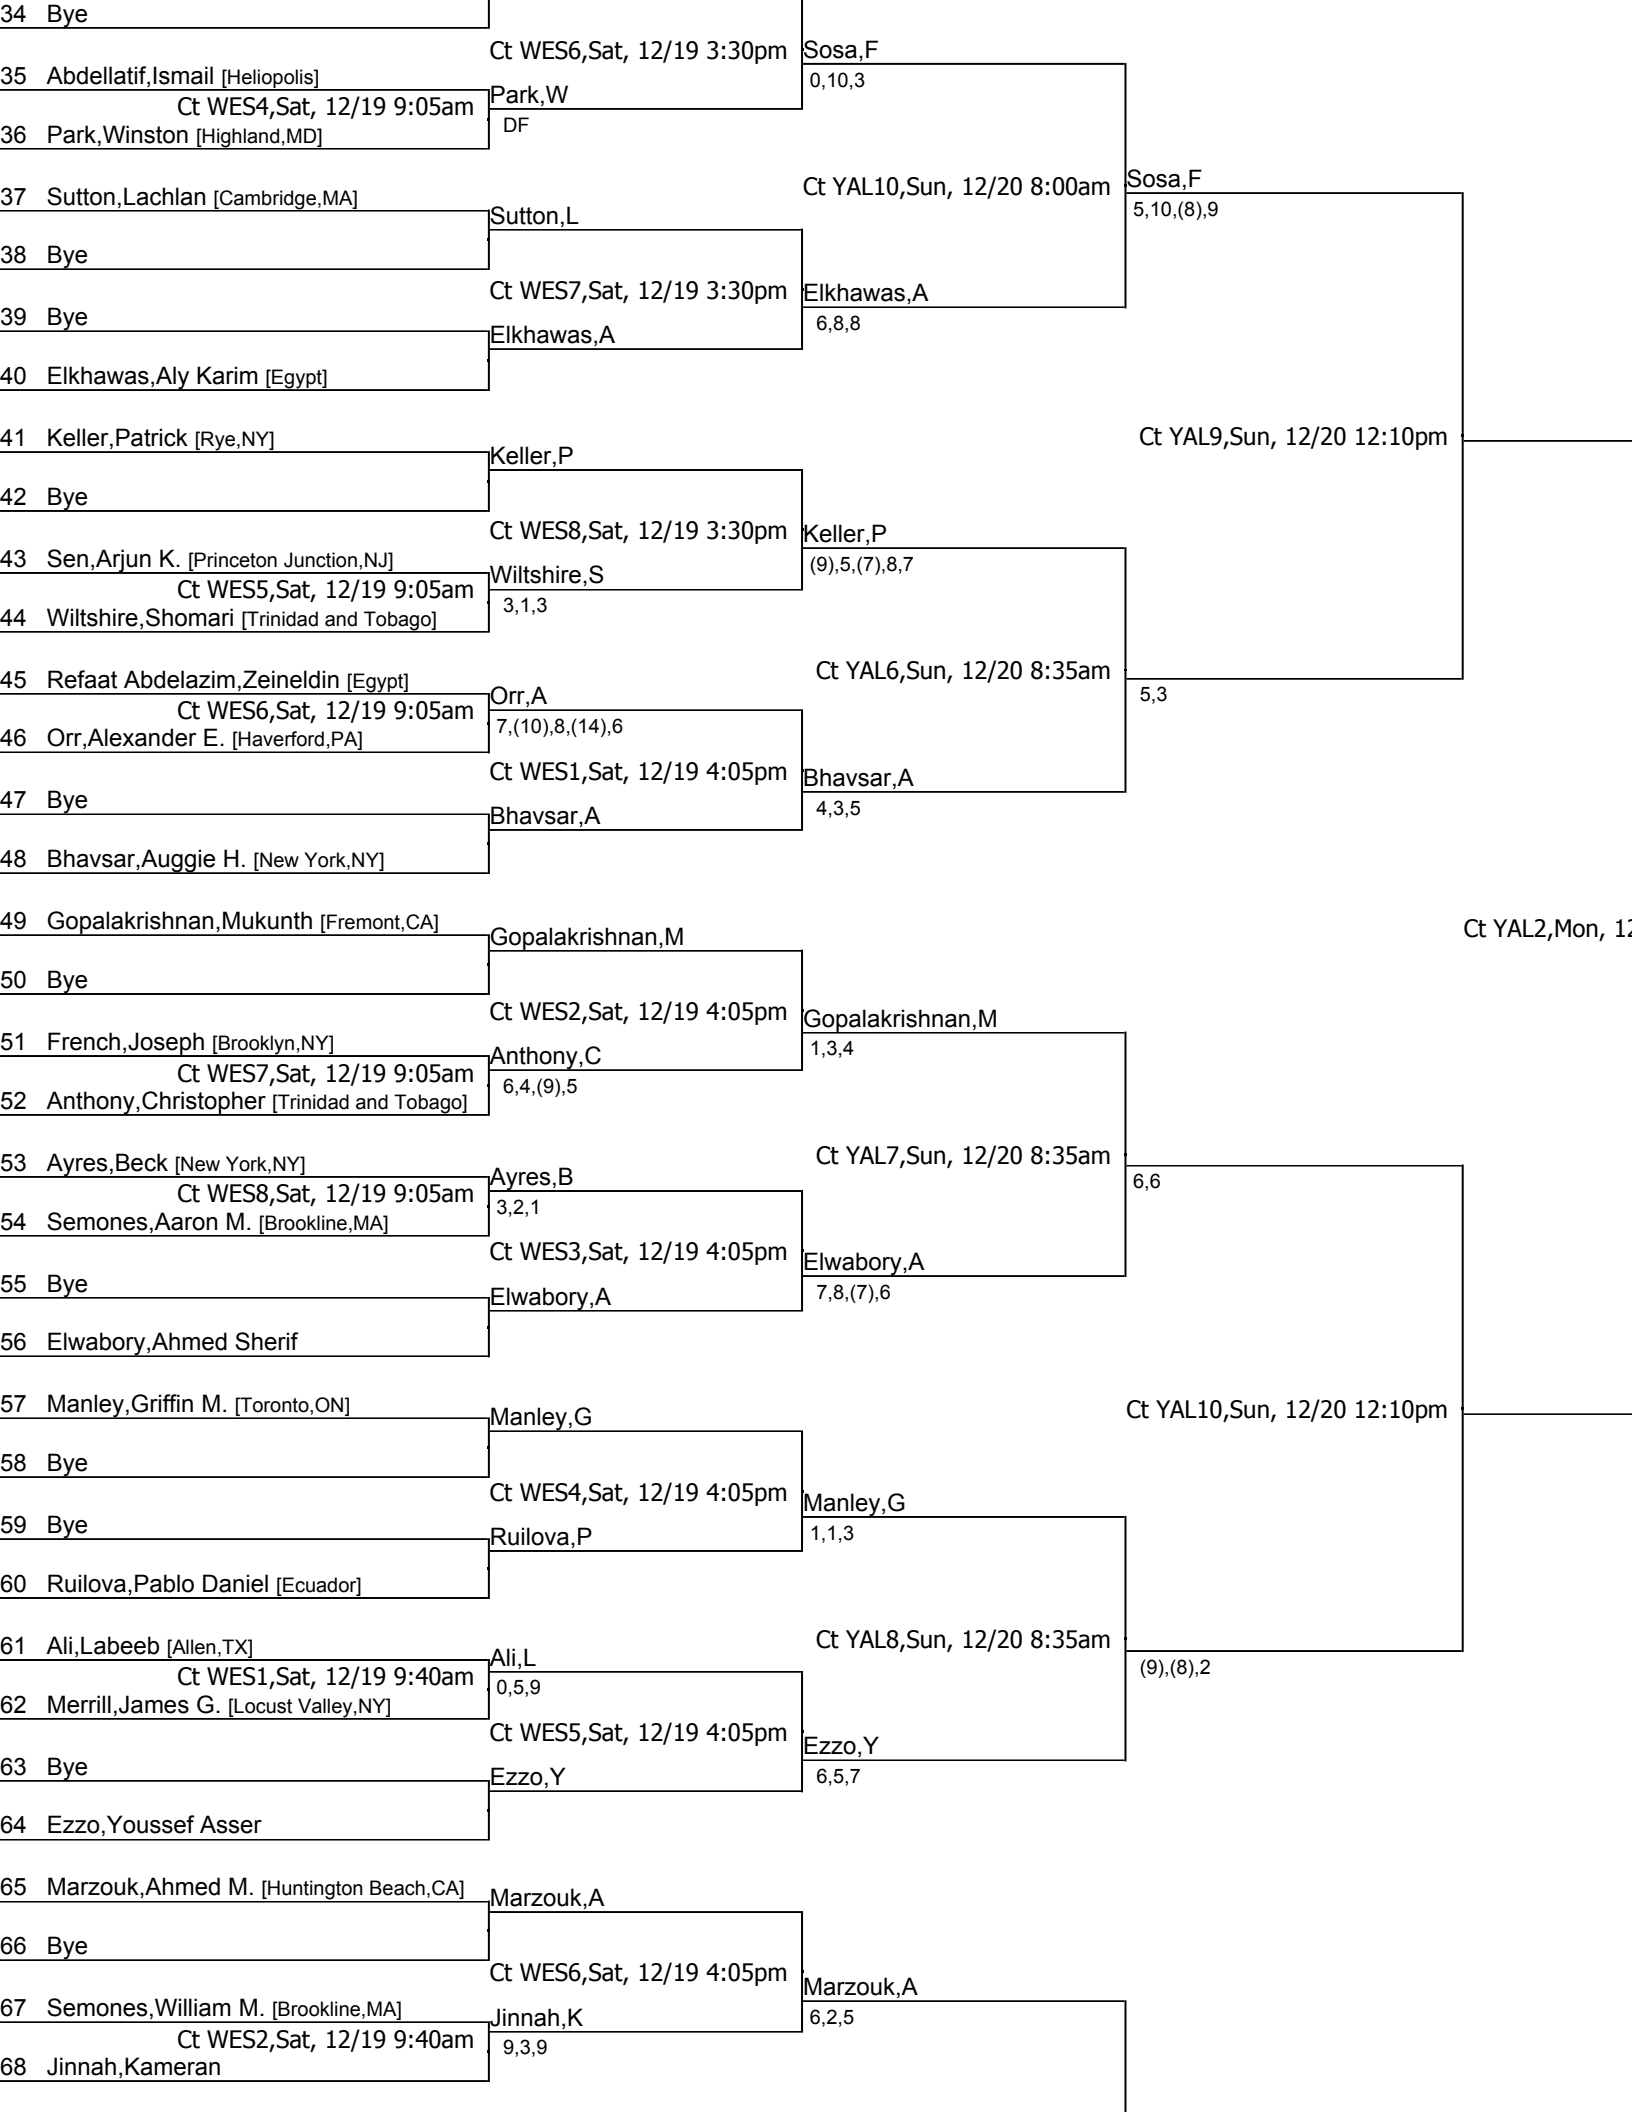 34 Bye
Ct WES6,Sat, 12/19 3:30pm
Sosa,F
35 Abdellatif,Ismail [Heliopolis]
0,10,3
Park,W
Ct WES4,Sat, 12/19 9:05am
DF
36 Park,Winston [Highland,MD]
Ct YAL10,Sun, 12/20 8:00am
Sosa,F
37 Sutton,Lachlan [Cambridge,MA]
5,10,(8),9
Sutton,L
38 Bye
Ct WES7,Sat, 12/19 3:30pm
Elkhawas,A
39 Bye
6,8,8
Elkhawas,A
40 Elkhawas,Aly Karim [Egypt]
41 Keller,Patrick [Rye,NY]
Ct YAL9,Sun, 12/20 12:10pm
Keller,P
42 Bye
Ct WES8,Sat, 12/19 3:30pm
Keller,P
43 Sen,Arjun K. [Princeton Junction,NJ]
(9),5,(7),8,7
Wiltshire,S
Ct WES5,Sat, 12/19 9:05am
3,1,3
44 Wiltshire,Shomari [Trinidad and Tobago]
Ct YAL6,Sun, 12/20 8:35am
45 Refaat Abdelazim,Zeineldin [Egypt]
5,3
Orr,A
Ct WES6,Sat, 12/19 9:05am
7,(10),8,(14),6
46 Orr,Alexander E. [Haverford,PA]
Ct WES1,Sat, 12/19 4:05pm
Bhavsar,A
47 Bye
4,3,5
Bhavsar,A
48 Bhavsar,Auggie H. [New York,NY]
49 Gopalakrishnan,Mukunth [Fremont,CA]
Ct YAL2,Mon, 12
Gopalakrishnan,M
50 Bye
Ct WES2,Sat, 12/19 4:05pm
Gopalakrishnan,M
51 French,Joseph [Brooklyn,NY]
1,3,4
Anthony,C
Ct WES7,Sat, 12/19 9:05am
6,4,(9),5
52 Anthony,Christopher [Trinidad and Tobago]
Ct YAL7,Sun, 12/20 8:35am
53 Ayres,Beck [New York,NY]
6,6
Ayres,B
Ct WES8,Sat, 12/19 9:05am
3,2,1
54 Semones,Aaron M. [Brookline,MA]
Ct WES3,Sat, 12/19 4:05pm
Elwabory,A
55 Bye
7,8,(7),6
Elwabory,A
56 Elwabory,Ahmed Sherif
57 Manley,Griffin M. [Toronto,ON]
Ct YAL10,Sun, 12/20 12:10pm
Manley,G
58 Bye
Ct WES4,Sat, 12/19 4:05pm
Manley,G
59 Bye
1,1,3
Ruilova,P
60 Ruilova,Pablo Daniel [Ecuador]
Ct YAL8,Sun, 12/20 8:35am
61 Ali,Labeeb [Allen,TX]
(9),(8),2
Ali,L
Ct WES1,Sat, 12/19 9:40am
0,5,9
62 Merrill,James G. [Locust Valley,NY]
Ct WES5,Sat, 12/19 4:05pm
Ezzo,Y
63 Bye
6,5,7
Ezzo,Y
64 Ezzo,Youssef Asser
65 Marzouk,Ahmed M. [Huntington Beach,CA]
Marzouk,A
66 Bye
Ct WES6,Sat, 12/19 4:05pm
Marzouk,A
67 Semones,William M. [Brookline,MA]
6,2,5
Jinnah,K
Ct WES2,Sat, 12/19 9:40am
9,3,9
68 Jinnah,Kameran